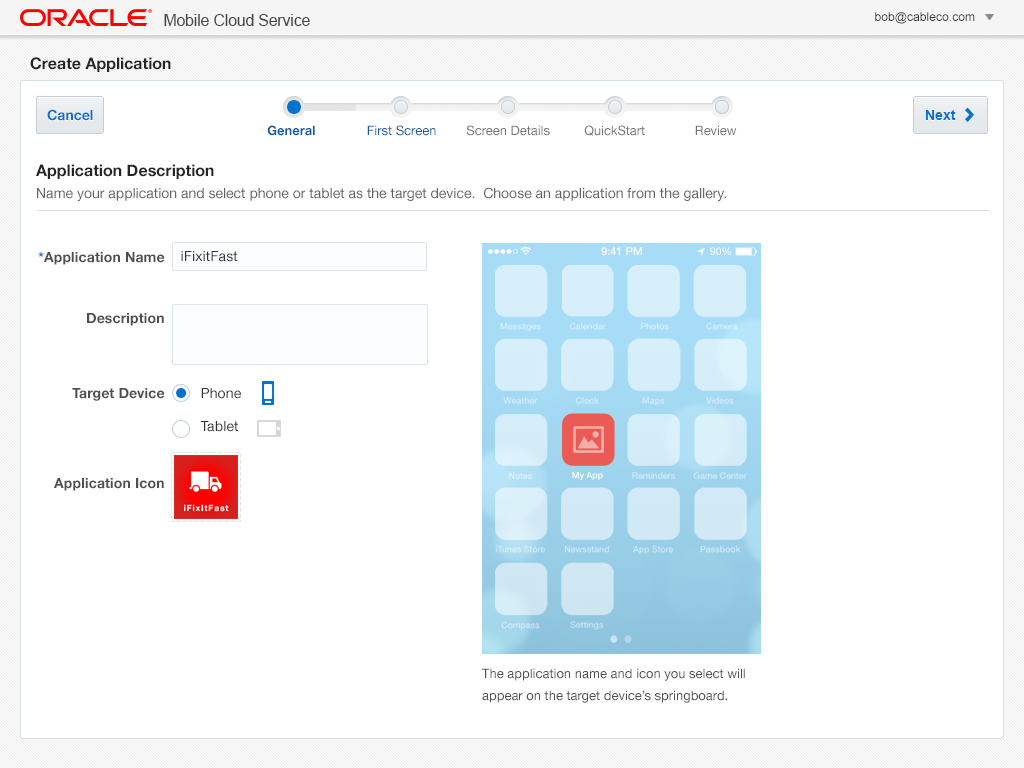 ORACLE® Mobile Cloud Service
bob@cableco.com
Create Application
Cancel
General
First Screen
Screen Details
QuickStart
Review
Next
Application Description
Name your application and select phone or tablet as the target device. Choose an application from the gallery.
*Application Name
iFixitFast
Description
Target Device
Phone
Tablet
Application Icon
iFixItFast
9:41 PM
90%
Messages
Calendar
Photos
Camera
Weather
Clock
Maps
Videos
Notes
My App
Reminders
Game Center
iTunes Store
Newsstand
App Store
Passbook
Compass
Settings
The application name and icon you select will
appear on the target device's springboard.